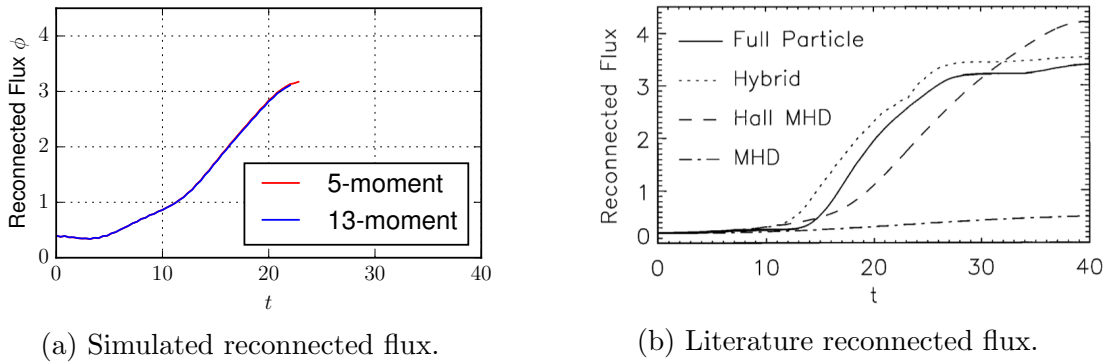 Reconnected Flux ϕ
4
3
2
1
0
0 10 20 30 40
t
5-moment
13-moment
(a) Simulated reconnected flux.
Reconnected Flux
4
3
2
1
0
0 10 20 30 40
t
Full Particle
Hybrid
Hall MHD
MHD
(b) Literature reconnected flux.